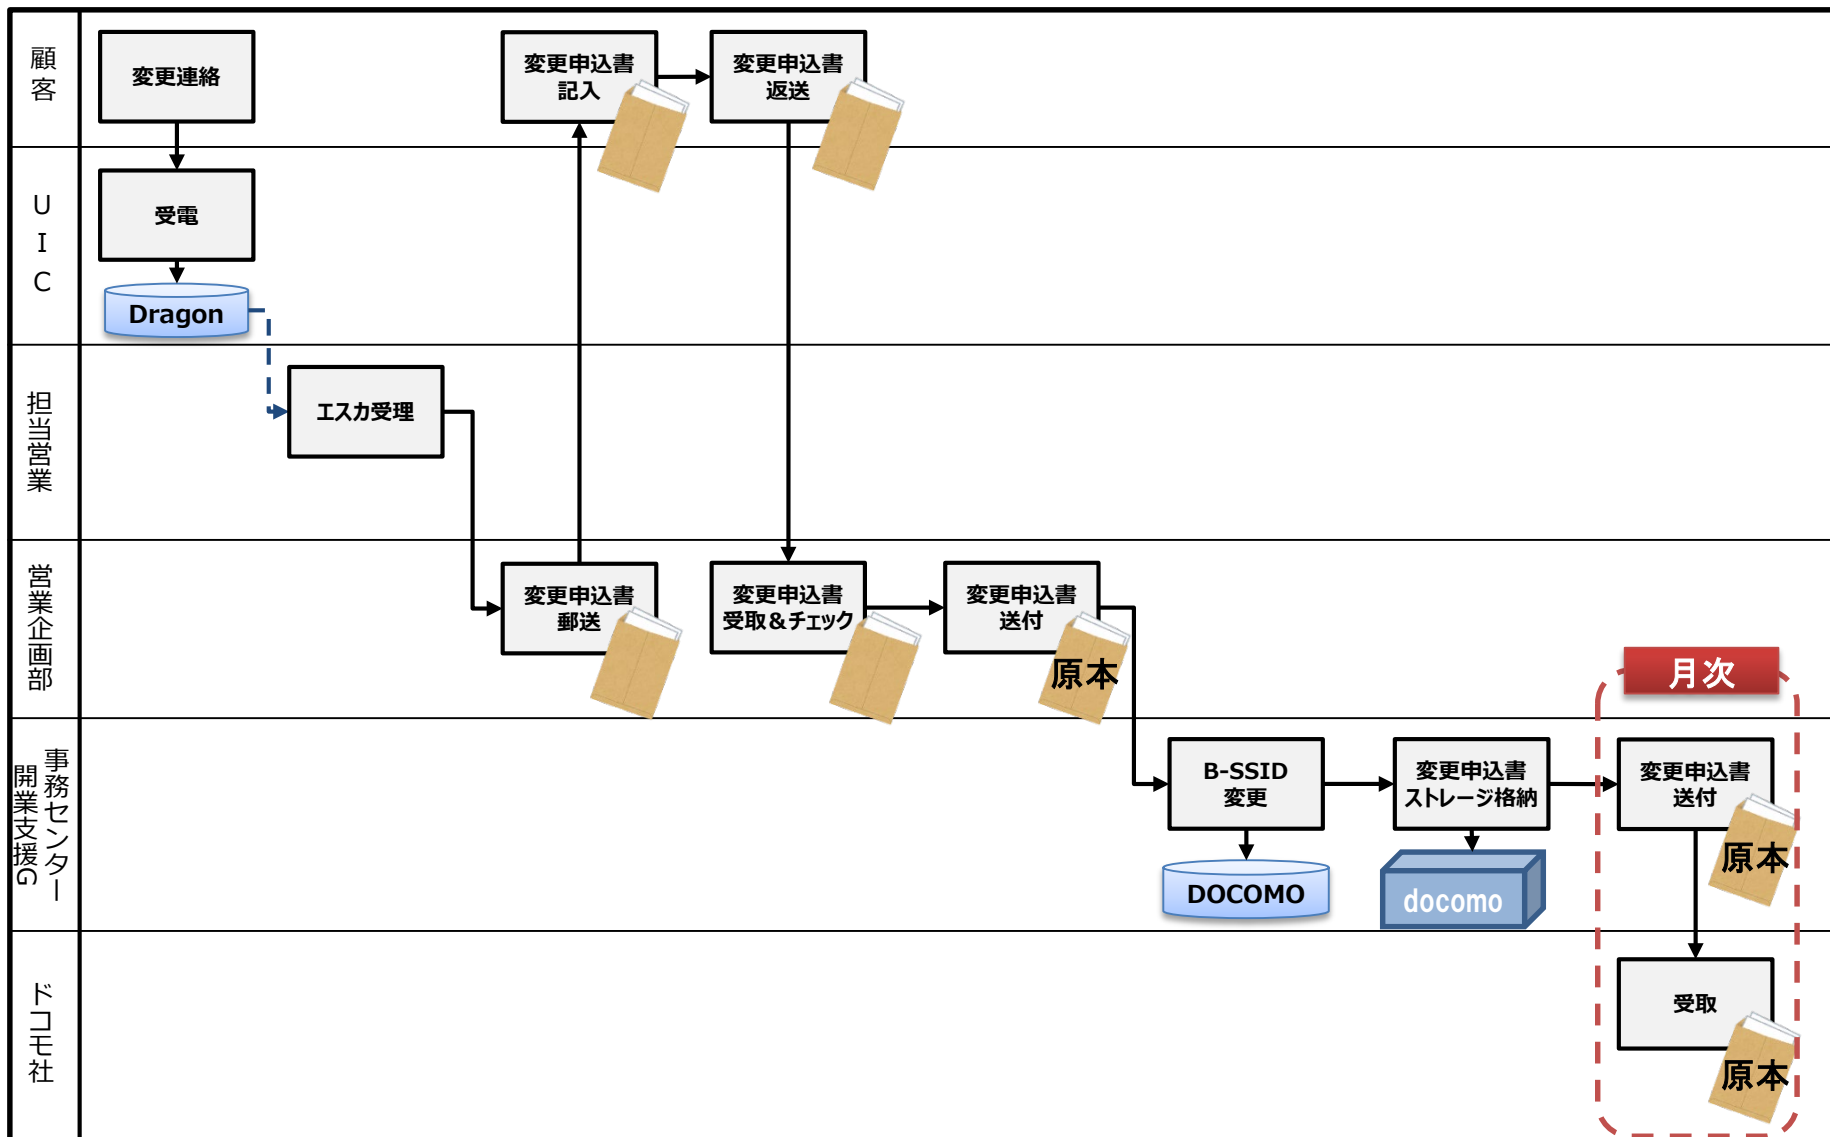 顧客
変更連絡
変更申込書
記入
変更申込書
返送
UIC
受電
Dragon
担当営業
エスカ受理
営業企画部
変更申込書
郵送
変更申込書
受取＆チェック
変更申込書
送付
原本
月次
事務センター
開業支援G
B-SSID
変更
変更申込書
ストレージ格納
変更申込書
送付
原本
DOCOMO
docomo
ドコモ社
受取
原本